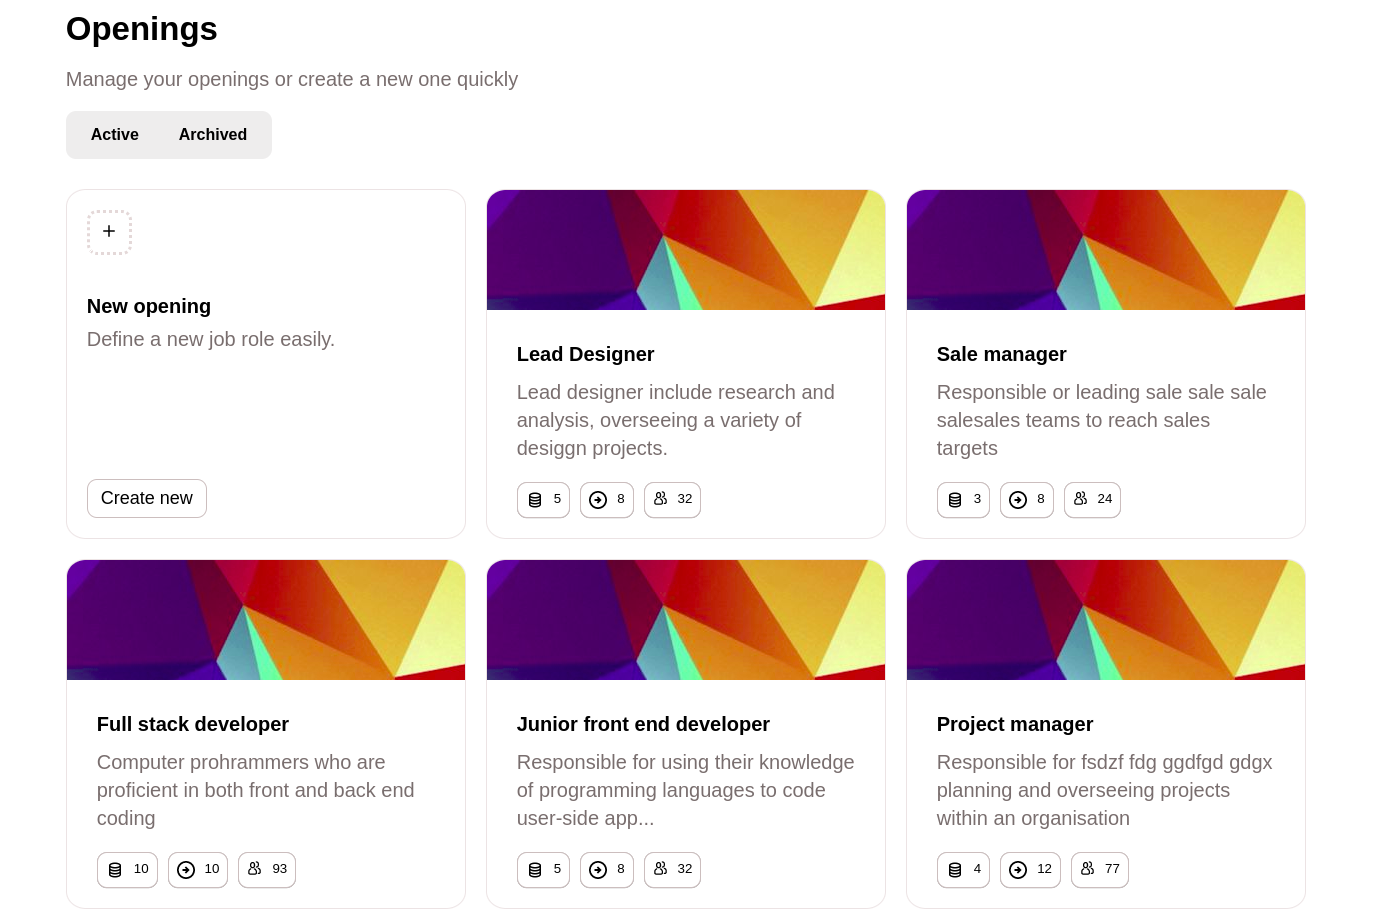 Openings
Manage your openings or create a new one quickly
Active Archived
New opening
Define a new job role easily.
Create new
Lead Designer
Lead designer include research and
analysis, overseeing a variety of
desiggn projects.
5 8 32
Sale manager
Responsible or leading sale sale sale
salesales teams to reach sales
targets
3 8 24
Full stack developer
Computer prohrammers who are
proficient in both front and back end
coding
10 10 93
Junior front end developer
Responsible for using their knowledge
of programming languages to code
user-side app...
5 8 32
Project manager
Responsible for fsdzf fdg ggdfgd gdgx
planning and overseeing projects
within an organisation
4 12 77